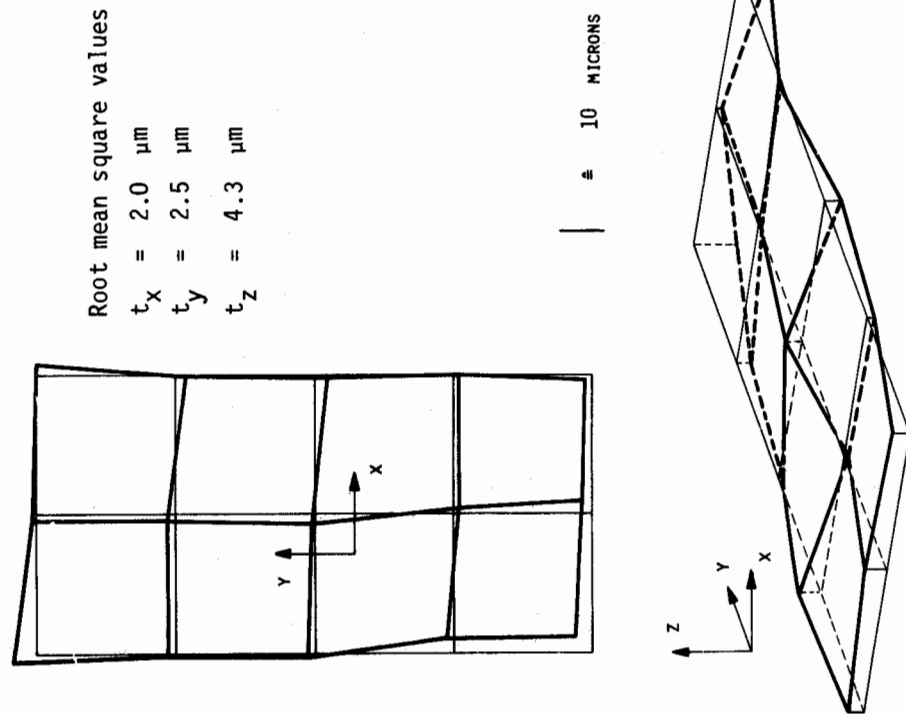 Root mean square values
t_x = 2.0 µm
t_y = 2.5 µm
t_z = 4.3 µm
≙ 10 MICRONS
Y
X
Z
Y
X